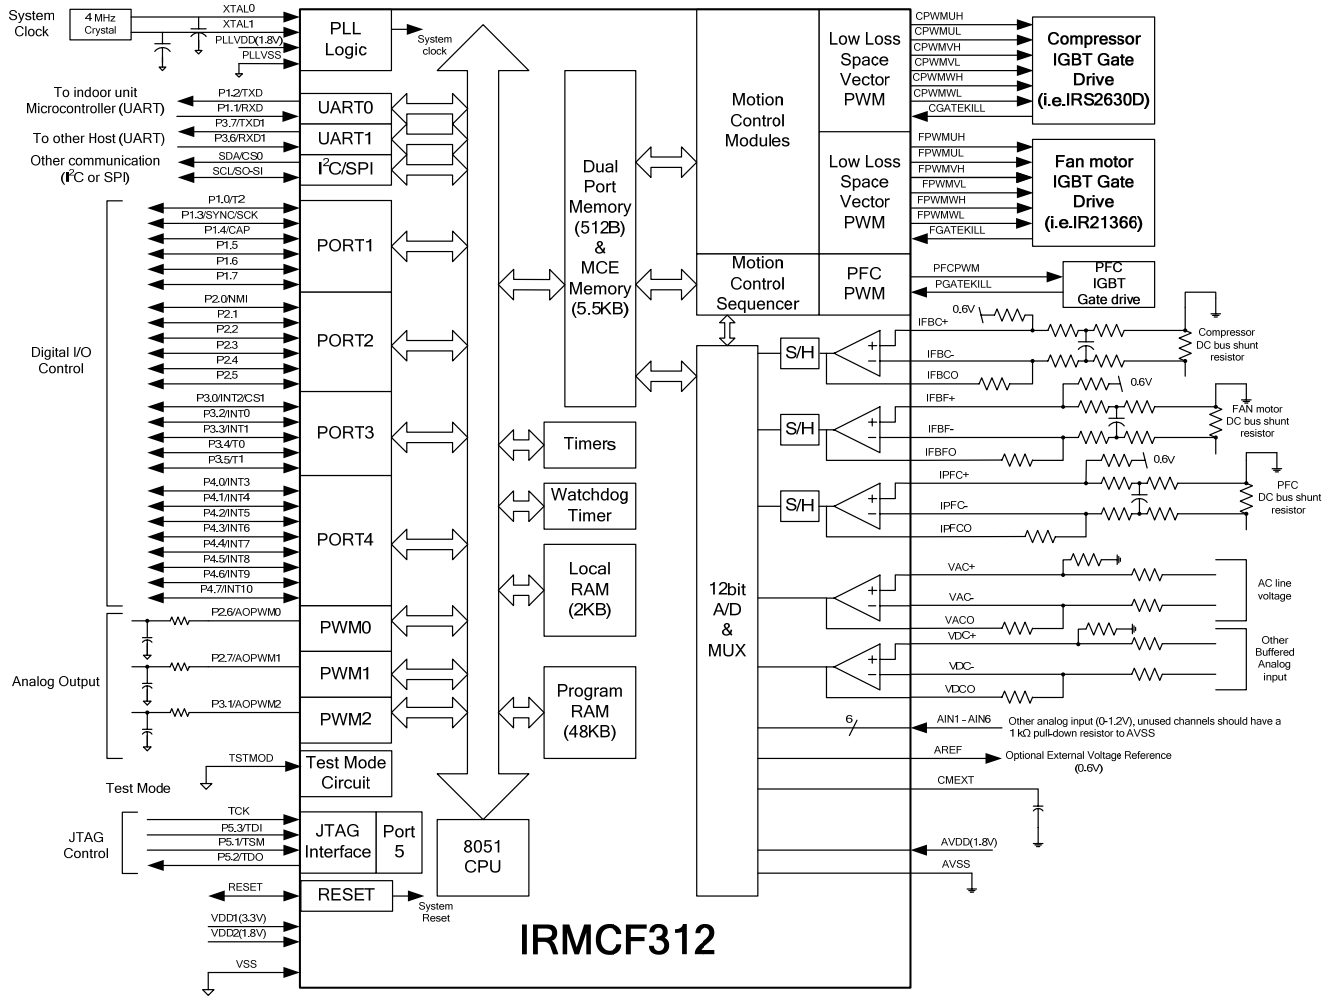 System
Clock
4 MHz
Crystal
XTAL0
XTAL1
PLLVDD(1.8V)
PLLVSS
PLL
Logic
System
clock
To indoor unit
Microcontroller (UART)
P1.2/TXD
P1.1/RXD
UART0
To other Host (UART)
P3.7/TXD1
P3.6/RXD1
UART1
Other communication
(I²C or SPI)
SDA/CS0
SCL/SO-SI
I²C/SPI
Digital I/O
Control
P1.0/T2
P1.3/SYNC/SCK
P1.4/CAP
P1.5
P1.6
P1.7
PORT1
P2.0/NMI
P2.1
P2.2
P2.3
P2.4
P2.5
PORT2
P3.0/INT2/CS1
P3.2/INT0
P3.3/INT1
P3.4/T0
P3.5/T1
PORT3
P4.0/INT3
P4.1/INT4
P4.2/INT5
P4.3/INT6
P4.4/INT7
P4.5/INT8
P4.6/INT9
P4.7/INT10
PORT4
Analog Output
P2.6/AOPWM0
PWM0
P2.7/AOPWM1
PWM1
P3.1/AOPWM2
PWM2
Test Mode
TSTMOD
Test Mode
Circuit
JTAG
Control
TCK
P5.3/TDI
P5.1/TSM
P5.2/TDO
JTAG
Interface
Port
5
RESET
RESET
System
Reset
VDD1(3.3V)
VDD2(1.8V)
VSS
8051
CPU
Dual
Port
Memory
(512B)
&
MCE
Memory
(5.5KB)
Timers
Watchdog
Timer
Local
RAM
(2KB)
Program
RAM
(48KB)
Motion
Control
Modules
Motion
Control
Sequencer
Low Loss
Space
Vector
PWM
Low Loss
Space
Vector
PWM
PFC
PWM
CPWMUH
CPWMUL
CPWMVH
CPWMVL
CPWMWH
CPWMWL
CGATEKILL
Compressor
IGBT Gate
Drive
(i.e.IRS2630D)
FPWMUH
FPWMUL
FPWMVH
FPWMVL
FPWMWH
FPWMWL
FGATEKILL
Fan motor
IGBT Gate
Drive
(i.e.IR21366)
PFCPWM
PGATEKILL
PFC
IGBT
Gate drive
12bit
A/D
&
MUX
S/H
+
−
IFBC+
IFBC-
IFBCO
0.6V
Compressor
DC bus shunt
resistor
S/H
+
−
IFBF+
IFBF-
IFBFO
0.6V
FAN motor
DC bus shunt
resistor
S/H
+
−
IPFC+
IPFC-
IPFCO
0.6V
PFC
DC bus shunt
resistor
+
−
VAC+
VAC-
VACO
AC line
voltage
+
−
VDC+
VDC-
VDCO
Other
Buffered
Analog
input
6
AIN1 - AIN6
Other analog input (0-1.2V), unused channels should have a
1 kΩ pull-down resistor to AVSS
AREF
Optional External Voltage Reference
(0.6V)
CMEXT
AVDD(1.8V)
AVSS
IRMCF312